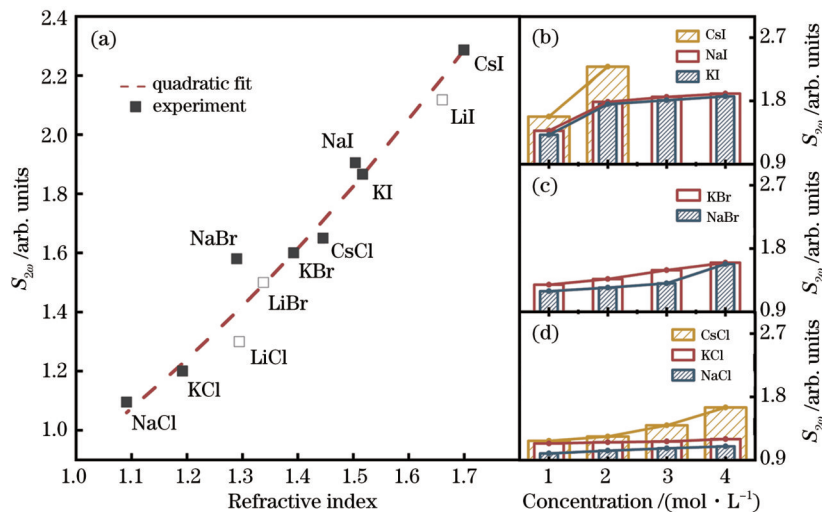 (a)
quadratic fit
experiment
CsI
LiI
NaI
KI
NaBr
CsCl
KBr
LiBr
LiCl
KCl
NaCl
2.4
2.2
2.0
1.8
1.6
1.4
1.2
1.0
S2ω /arb. units
1.0 1.1 1.2 1.3 1.4 1.5 1.6 1.7
Refractive index
(b)
CsI
NaI
KI
2.7
1.8
0.9
S2ω /arb. units
(c)
KBr
NaBr
2.7
1.8
0.9
S2ω /arb. units
(d)
CsCl
KCl
NaCl
2.7
1.8
0.9
S2ω /arb. units
1 2 3 4
Concentration /(mol · L⁻¹)